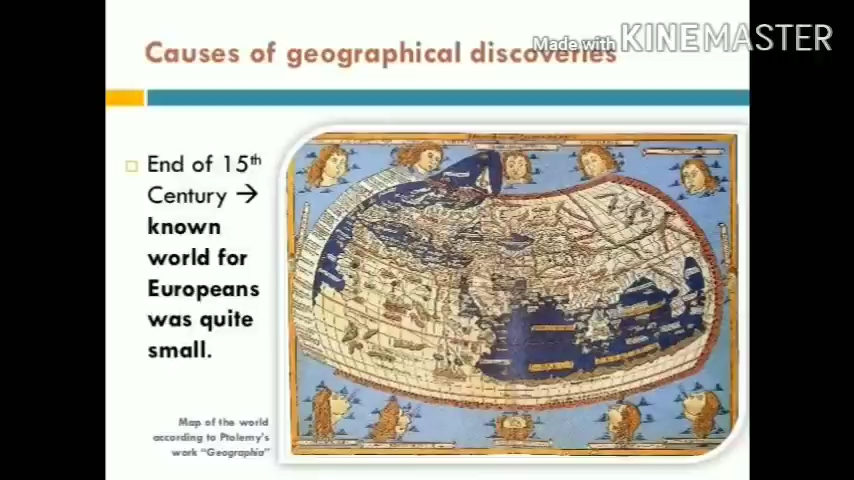 Made with KINEMASTER
Causes of geographical discoveries
End of 15th
Century →
known
world for
Europeans
was quite
small.
Map of the world
according to Ptolemy's
work "Geographia"